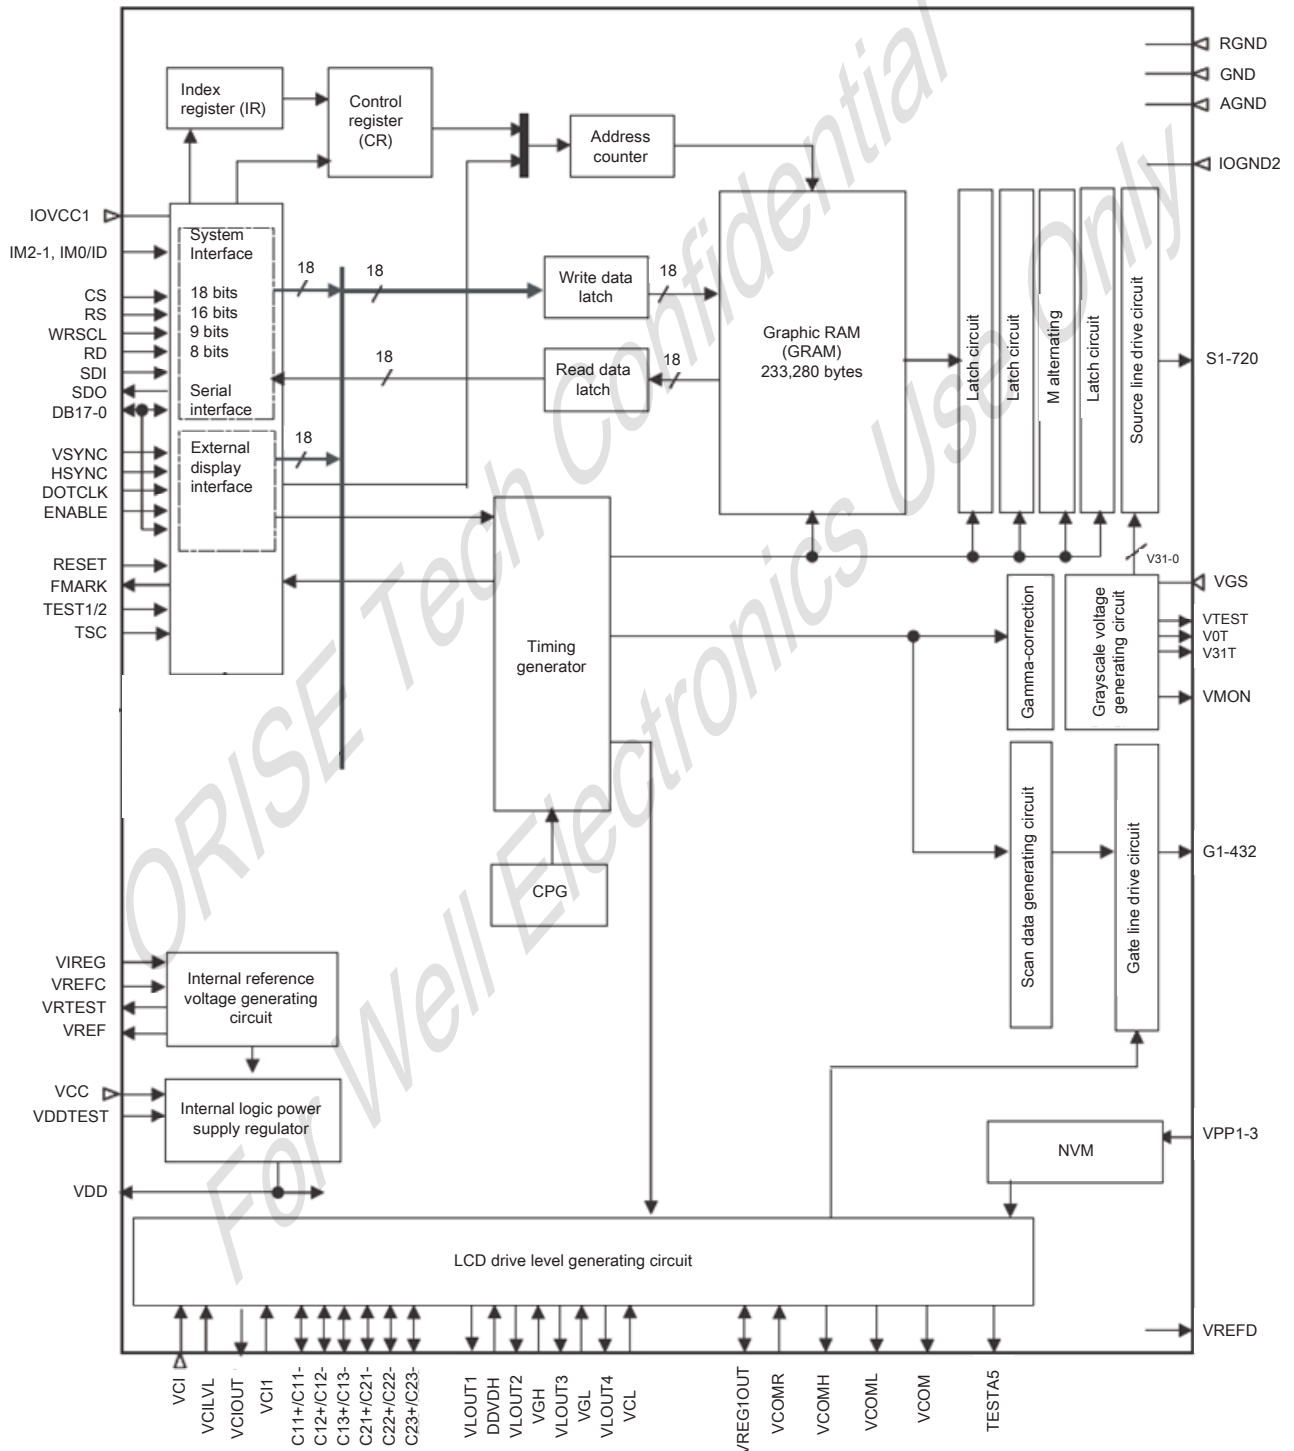 RGND
GND
AGND
IOGND2
Index
register (IR)
Control
register
(CR)
Address
counter
IOVCC1
IM2-1, IM0/ID
CS
RS
WRSCL
RD
SDI
SDO
DB17-0
VSYNC
HSYNC
DOTCLK
ENABLE
RESET
FMARK
TEST1/2
TSC
System
Interface
18 bits
16 bits
9 bits
8 bits
Serial
interface
External
display
interface
18
18
18
18
Write data
latch
18
Read data
latch
18
Graphic RAM
(GRAM)
233,280 bytes
Latch circuit
Latch circuit
M alternating
Latch circuit
Source line drive circuit
S1-720
V31-0
VGS
VTEST
V0T
V31T
VMON
Timing
generator
Gamma-correction
Grayscale voltage
generating circuit
CPG
Scan data generating circuit
Gate line drive circuit
G1-432
VIREG
VREFC
VRTEST
VREF
Internal reference
voltage generating
circuit
VCC
VDDTEST
Internal logic power
supply regulator
VDD
NVM
VPP1-3
LCD drive level generating circuit
VREFD
VCI
VCILVL
VCIOUT
VCI1
C11+/C11-
C12+/C12-
C13+/C13-
C21+/C21-
C22+/C22-
C23+/C23-
VLOUT1
DDVDH
VLOUT2
VGH
VLOUT3
VGL
VLOUT4
VCL
VREG1OUT
VCOMR
VCOMH
VCOML
VCOM
TESTA5
ORISE Tech Confidential
For Well Electronics Use Only